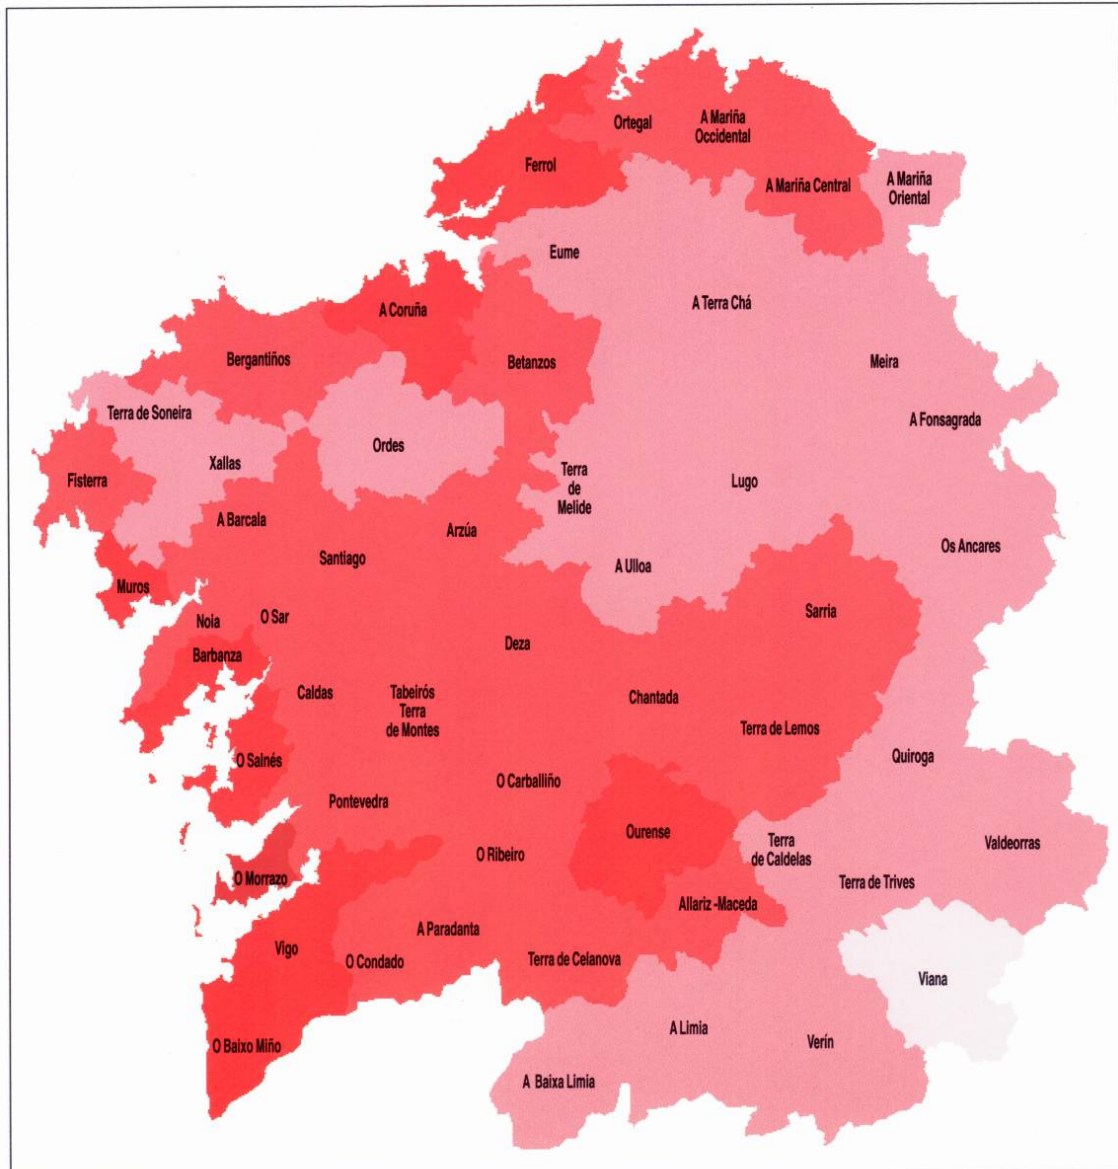 Ortegal
A Mariña
Occidental
Ferrol
A Mariña Central
A Mariña
Oriental
Eume
A Terra Chá
A Coruña
Bergantiños
Betanzos
Meira
Terra de Soneira
A Fonsagrada
Ordes
Xallas
Fisterra
Terra
de
Melide
Lugo
A Barcala
Arzúa
Santiago
Os Ancares
A Ulloa
Muros
Sarria
Noia
O Sar
Deza
Barbanza
Caldas
Tabeirós
Terra
de Montes
Chantada
Terra de Lemos
O Salnés
Quiroga
O Carballiño
Pontevedra
Ourense
Terra
de Caldelas
Valdeorras
O Ribeiro
O Morrazo
Terra de Trives
Allariz -Maceda
A Paradanta
Vigo
O Condado
Terra de Celanova
Viana
A Limia
Verín
O Baixo Miño
A Baixa Limia